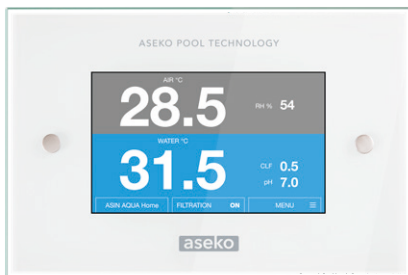 ASEKO POOL TECHNOLOGY
AIR °C
28.5
RH % 54
WATER °C
31.5
CLF 0.5
pH 7.0
ASIN AQUA Home FILTRATION ON MENU
aseko